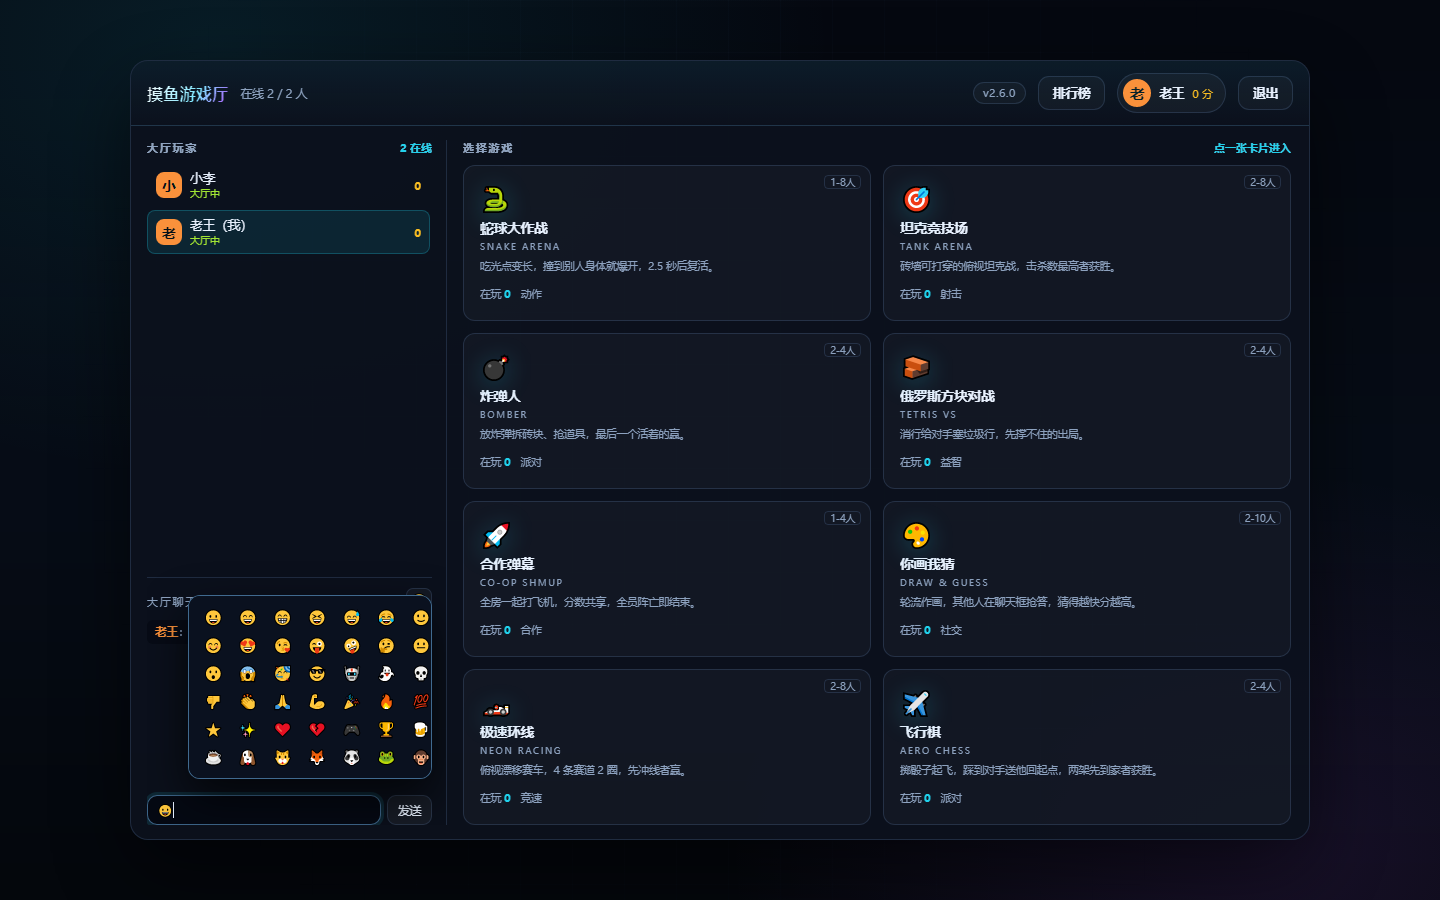 摸鱼游戏厅 在线 2 / 2 人
v2.6.0 排行榜 老 老王 0 分 退出
大厅玩家 2 在线
小 小李 0
大厅中
老 老王（我） 0
大厅中
大厅聊天
老王:
😀
发送
选择游戏 点一张卡片进入
1-8人
蛇球大作战
SNAKE ARENA
吃光点变长，撞到别人身体就爆开，2.5 秒后复活。
在玩 0 动作
2-8人
坦克竞技场
TANK ARENA
砖墙可打穿的俯视坦克战，击杀数最高者获胜。
在玩 0 射击
2-4人
炸弹人
BOMBER
放炸弹拆砖块、抢道具，最后一个活着的赢。
在玩 0 派对
2-4人
俄罗斯方块对战
TETRIS VS
消行给对手塞垃圾行，先撑不住的出局。
在玩 0 益智
1-4人
合作弹幕
CO-OP SHMUP
全房一起打飞机，分数共享，全员阵亡即结束。
在玩 0 合作
2-10人
你画我猜
DRAW & GUESS
轮流作画，其他人在聊天框抢答，猜得越快分越高。
在玩 0 社交
2-8人
极速环线
NEON RACING
俯视漂移赛车，4 条赛道 2 圈，先冲线者赢。
在玩 0 竞速
2-4人
飞行棋
AERO CHESS
掷骰子起飞，踩到对手送他回起点，两架先到家者获胜。
在玩 0 派对